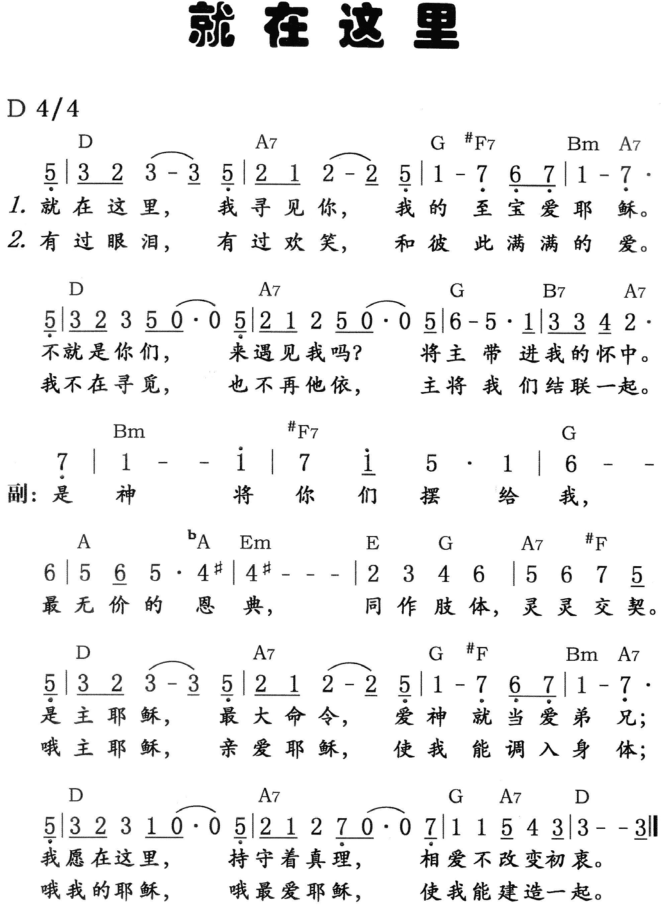 就在这里
D 4/4
D A7 G #F7 Bm A7
5|3 2 3-3 5|2 1 2-2 5|1-7 6 7|1-7·
1. 就在这里， 我寻见你， 我的至宝爱耶稣。
2. 有过眼泪， 有过欢笑， 和彼此满满的爱。
D A7 G B7 A7
5|3 2 3 5 0·0 5|2 1 2 5 0·0 5|6-5·1|3 3 4 2·
不就是你们， 来遇见我吗？ 将主带进我的怀中。
我不在寻觅， 也不再他依， 主将我们结联一起。
Bm #F7 G
7 | 1 - - i | 7 i 5 · 1 | 6 - -
副：是神将你们摆给我，
A bA Em E G A7 #F
6|5 6 5·4#|4#---|2 3 4 6|5 6 7 5
最无价的恩典， 同作肢体，灵灵交契。
D A7 G #F Bm A7
5|3 2 3-3 5|2 1 2-2 5|1-7 6 7|1-7·
是主耶稣， 最大命令， 爱神就当爱弟兄；
哦主耶稣， 亲爱耶稣， 使我能调入身体；
D A7 G A7 D
5|3 2 3 1 0·0 5|2 1 2 7 0·0 7|1 1 5 4 3|3--3‖
我愿在这里， 持守着真理， 相爱不改变初衷。
哦我的耶稣， 哦最爱耶稣， 使我能建造一起。